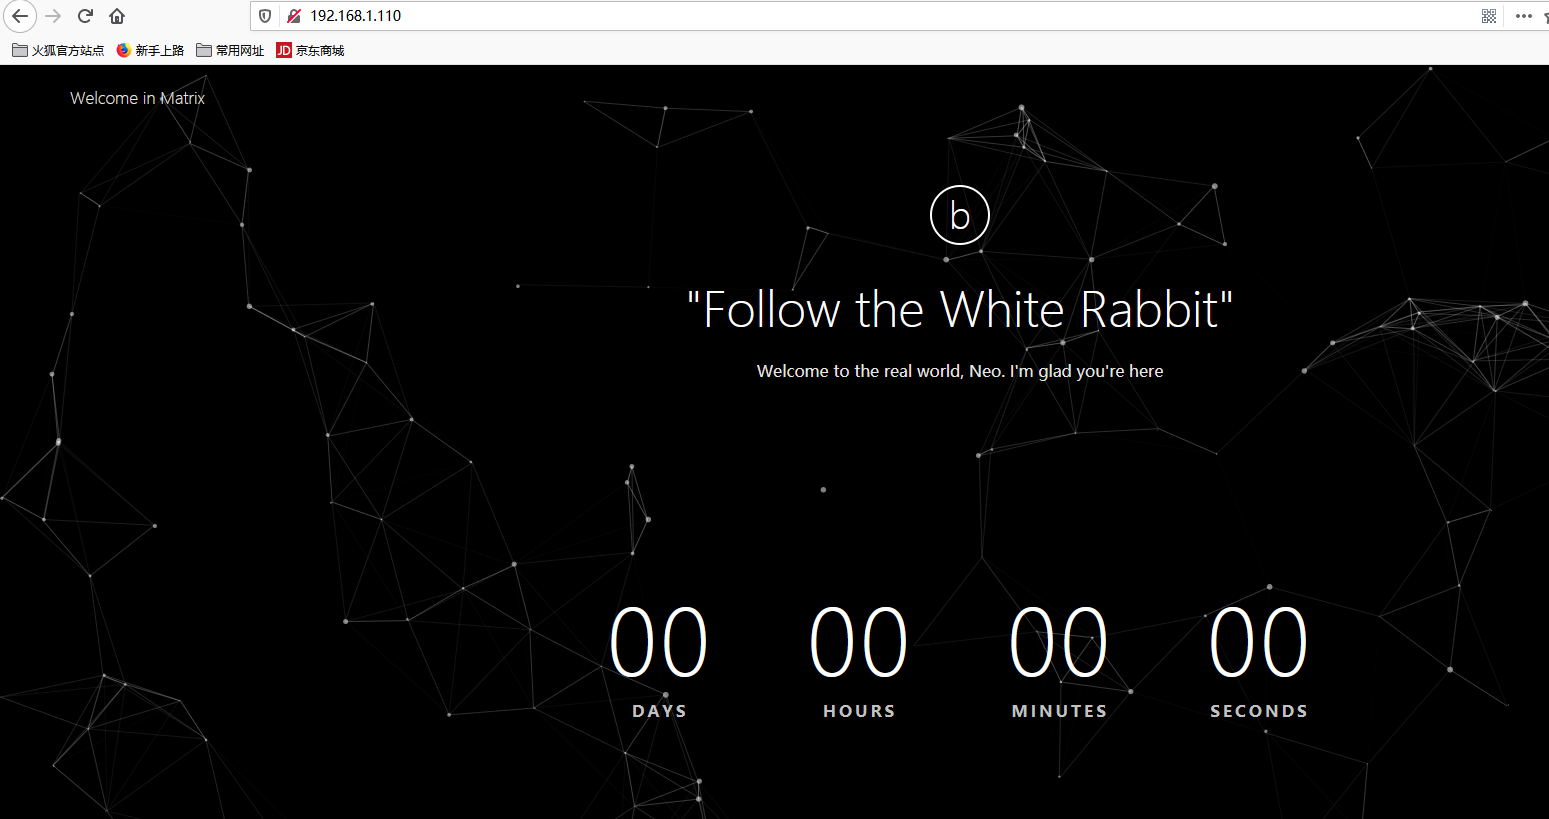 192.168.1.110
火狐官方站点 新手上路 常用网址 JD 京东商城
Welcome in Matrix
b
"Follow the White Rabbit"
Welcome to the real world, Neo. I'm glad you're here
00 00 00 00
DAYS HOURS MINUTES SECONDS